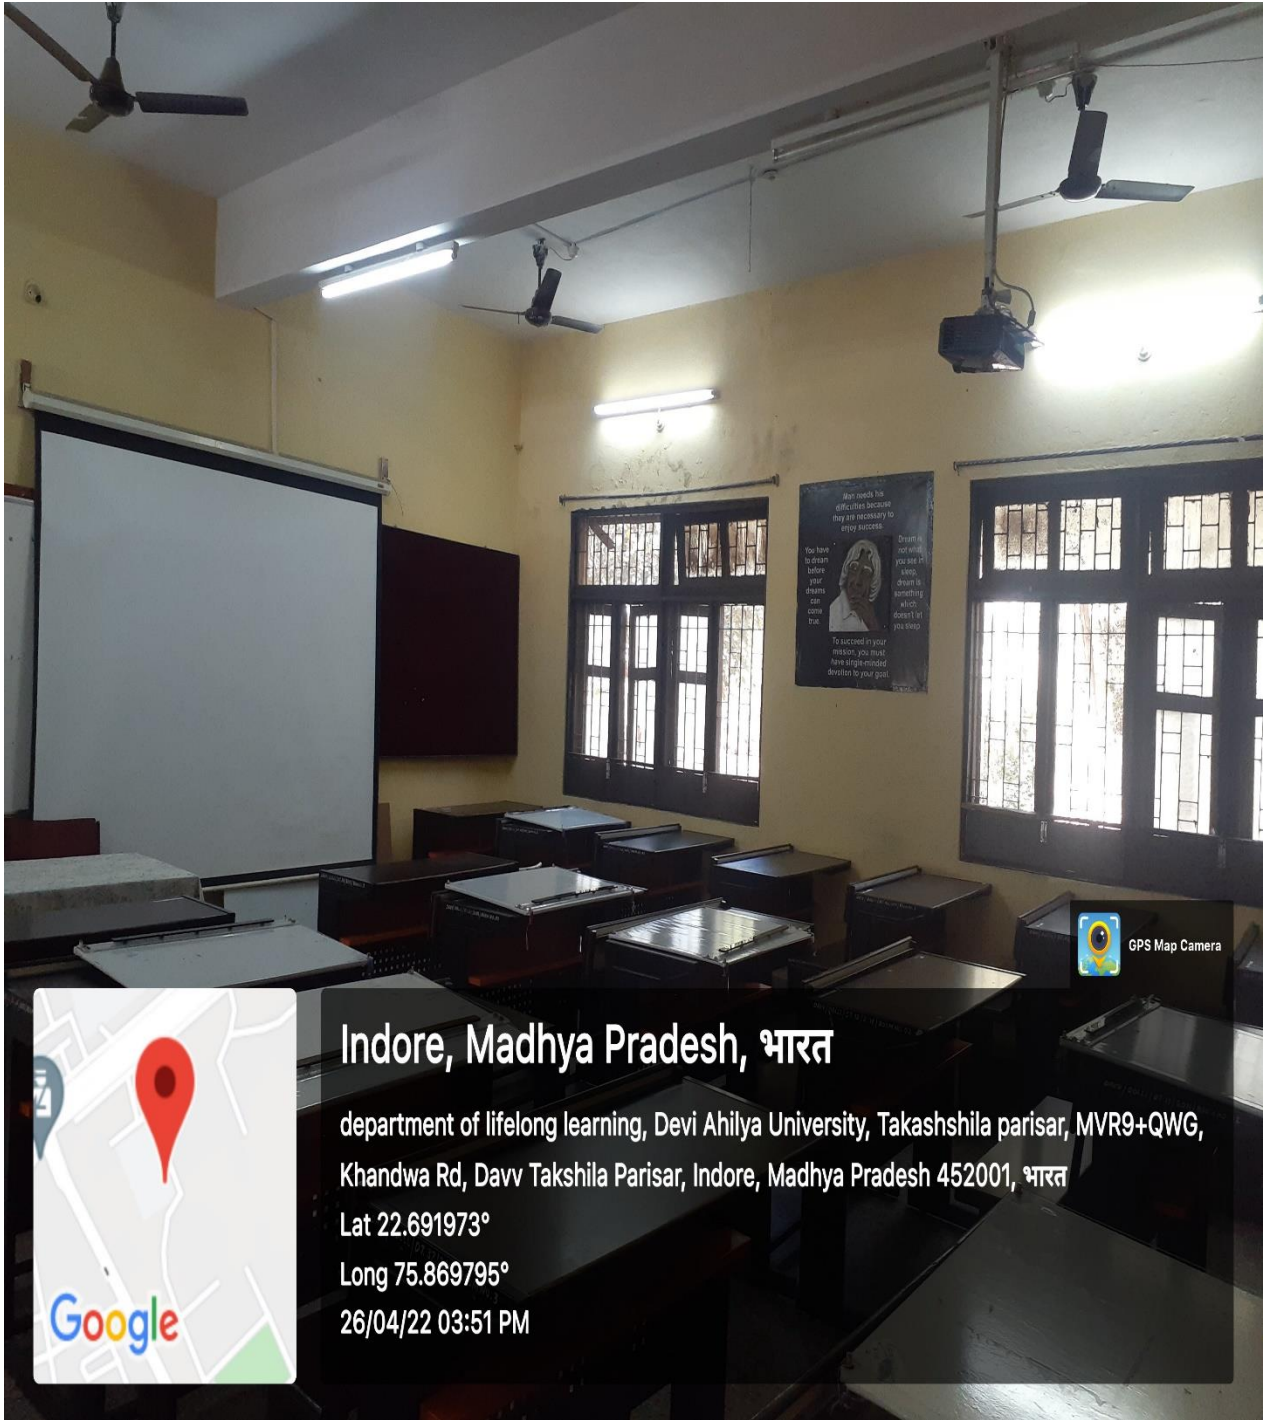 Man needs his
difficulties because
they are necessary to
enjoy success
You have
to dream
before
your
dreams
can
come
true.
Dream is
not what
you see in
sleep,
dream is
something
which
doesn't let
you sleep
To succeed in your
mission, you must
have single-minded
devotion to your goal.
GPS Map Camera
Indore, Madhya Pradesh, भारत
department of lifelong learning, Devi Ahilya University, Takashshila parisar, MVR9+QWG,
Khandwa Rd, Davv Takshila Parisar, Indore, Madhya Pradesh 452001, भारत
Lat 22.691973°
Long 75.869795°
26/04/22 03:51 PM
Google